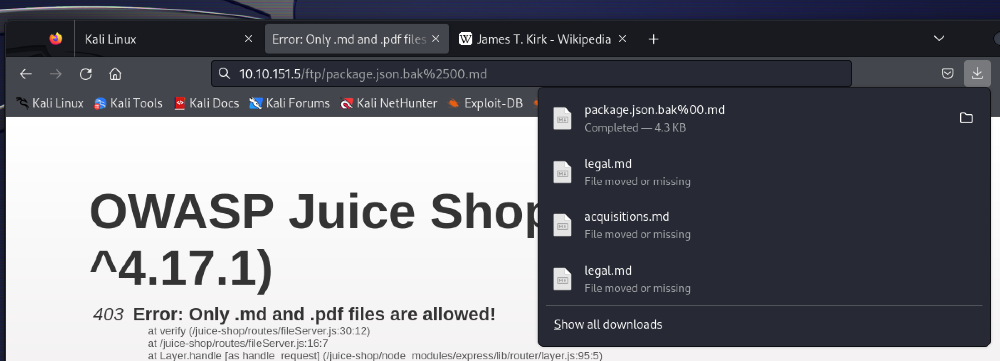 Kali Linux
Error: Only .md and .pdf files
James T. Kirk - Wikipedia
10.10.151.5/ftp/package.json.bak%2500.md
Kali Linux
Kali Tools
Kali Docs
Kali Forums
Kali NetHunter
Exploit-DB
package.json.bak%00.md
Completed — 4.3 KB
legal.md
File moved or missing
acquisitions.md
File moved or missing
legal.md
File moved or missing
Show all downloads
OWASP Juice Shop
^4.17.1)
403 Error: Only .md and .pdf files are allowed!
at verify (/juice-shop/routes/fileServer.js:30:12)
at /juice-shop/routes/fileServer.js:16:7
at Layer.handle [as handle_request] (/juice-shop/node_modules/express/lib/router/layer.js:95:5)